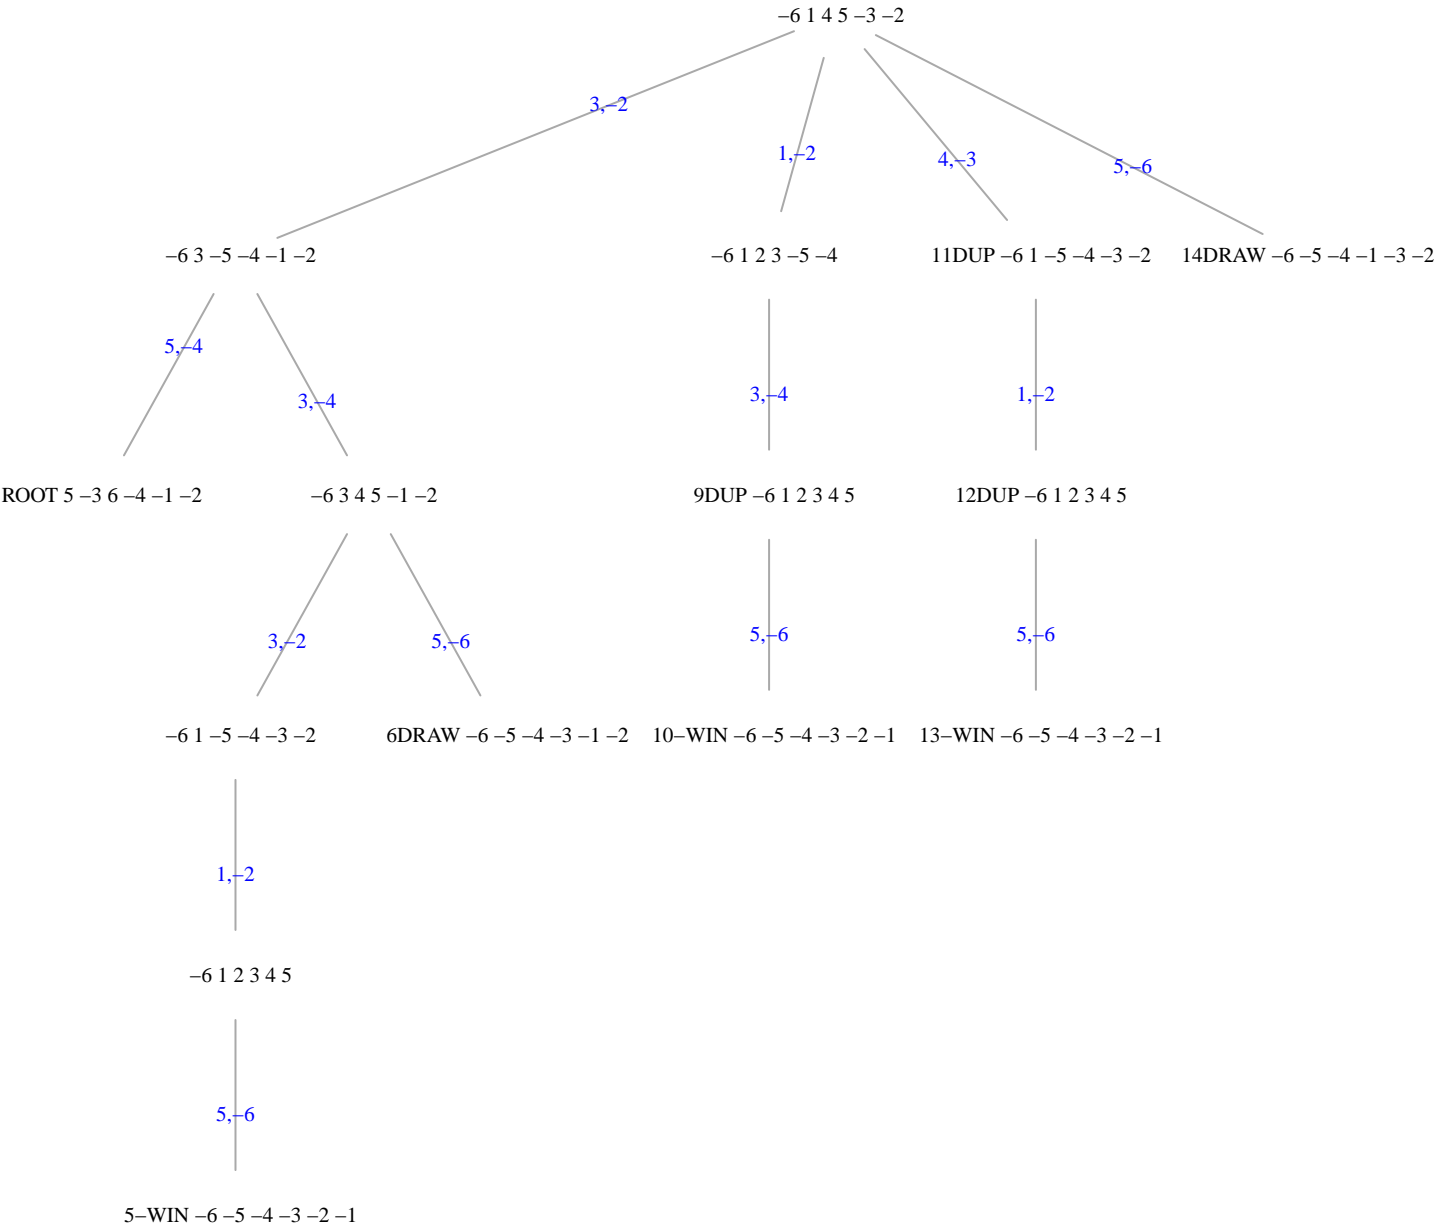 −6 1 4 5 −3 −2
3,−2
1,−2
4,−3
5,−6
−6 3 −5 −4 −1 −2
−6 1 2 3 −5 −4
11DUP −6 1 −5 −4 −3 −2
14DRAW −6 −5 −4 −1 −3 −2
5,−4
3,−4
3,−4
1,−2
ROOT 5 −3 6 −4 −1 −2
−6 3 4 5 −1 −2
9DUP −6 1 2 3 4 5
12DUP −6 1 2 3 4 5
3,−2
5,−6
5,−6
5,−6
−6 1 −5 −4 −3 −2
6DRAW −6 −5 −4 −3 −1 −2
10−WIN −6 −5 −4 −3 −2 −1
13−WIN −6 −5 −4 −3 −2 −1
1,−2
−6 1 2 3 4 5
5,−6
5−WIN −6 −5 −4 −3 −2 −1